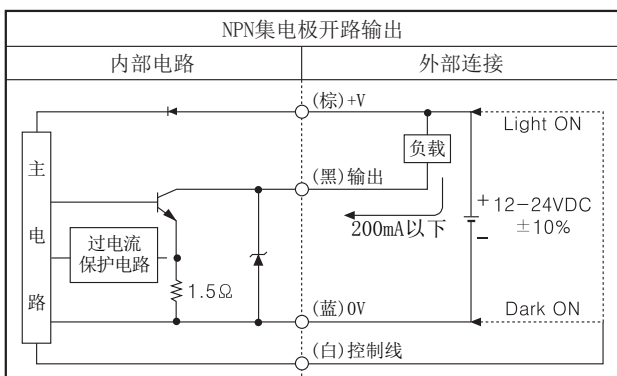 NPN集电极开路输出
内部电路
外部连接
(棕)+V
Light ON
负载
主电路
(黑)输出
200mA以下
+
12-24VDC
±10%
-
过电流
保护电路
1.5Ω
(蓝)0V
Dark ON
(白)控制线